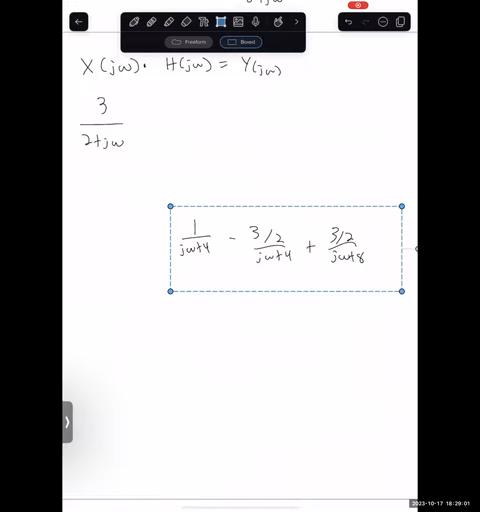 Freeform Boxed
X(jω) · H(jω) = Y(jω)
3
2+jω
1/jω+4 - 3/2/jω+4 + 3/2/jω+8
2023-10-17 18:29:01